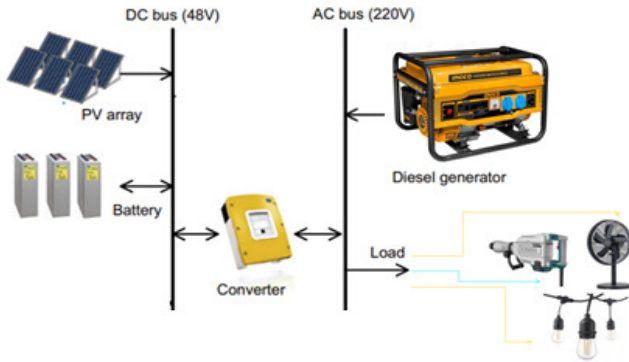 DC bus (48V)
AC bus (220V)
PV array
INGCO
Diesel generator
Battery
Load
Converter